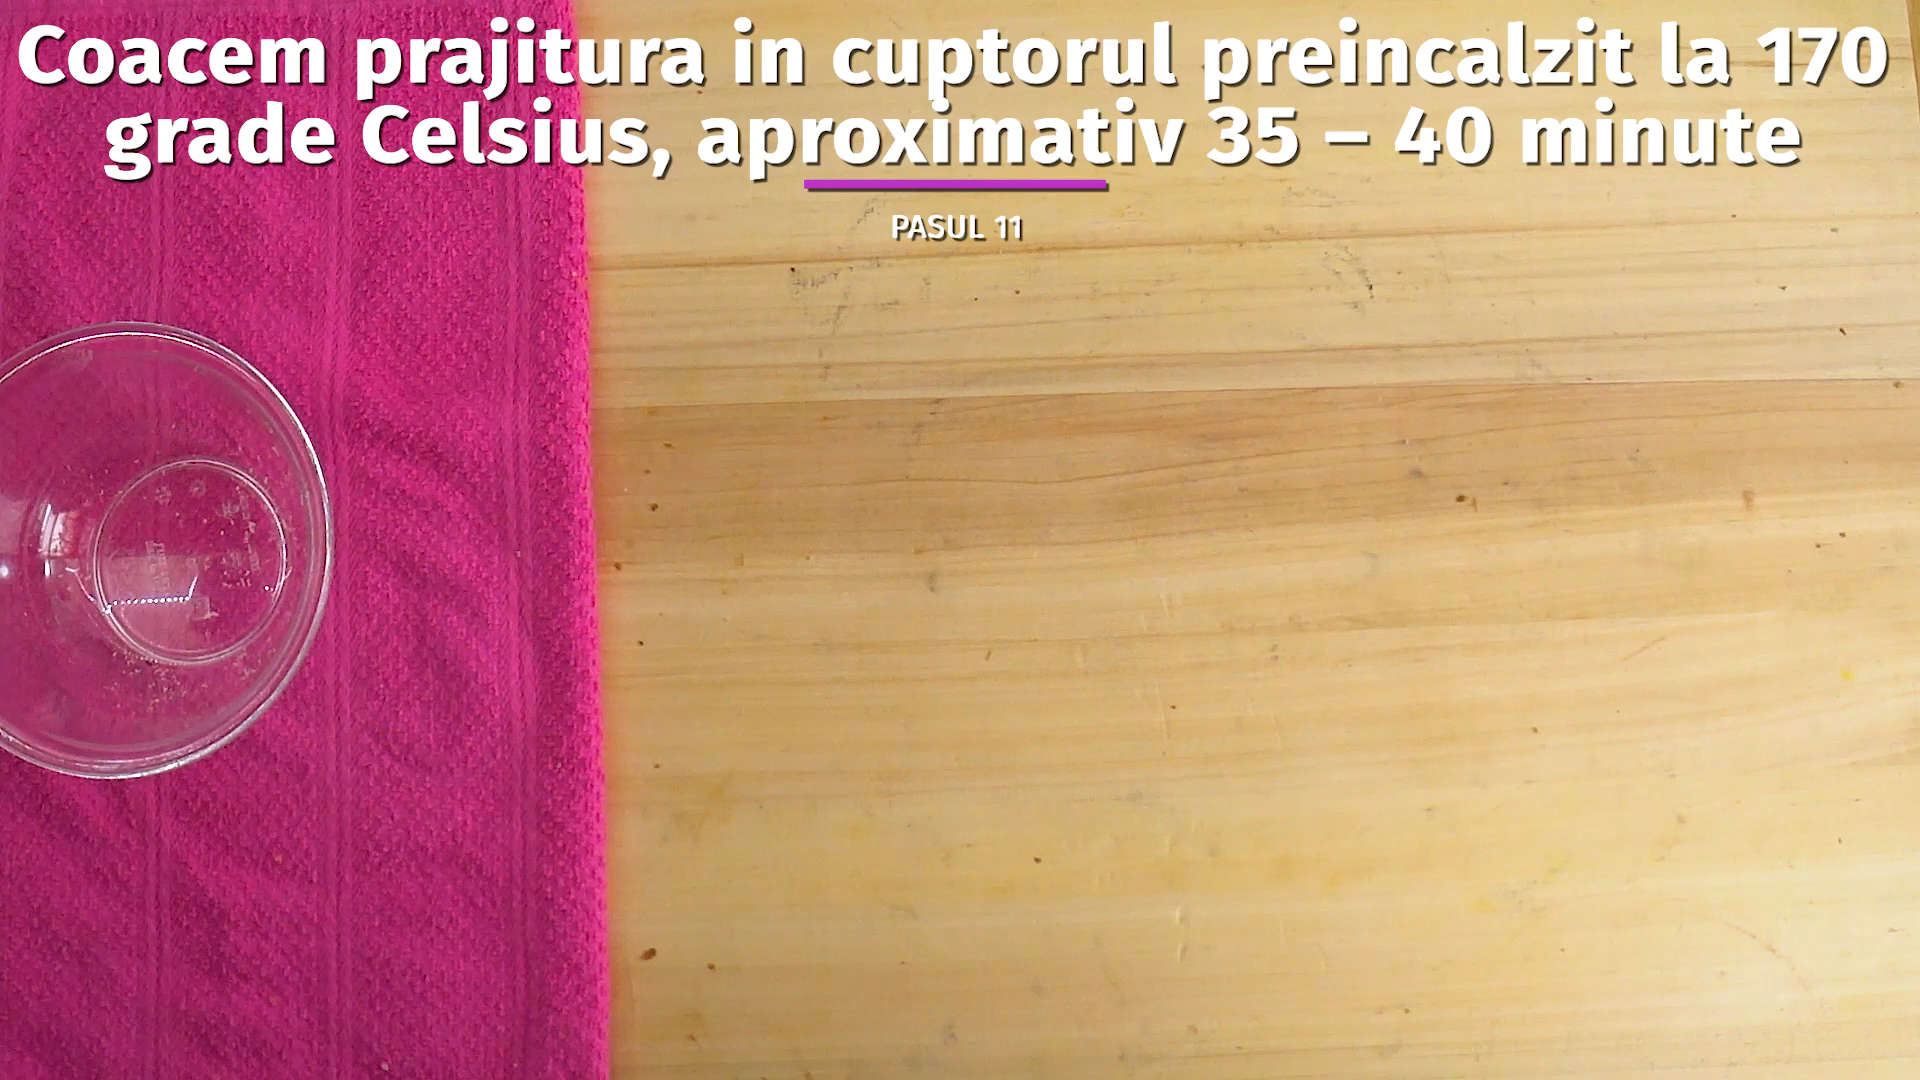 Coacem prajitura in cuptorul preincalzit la 170
grade Celsius, aproximativ 35 – 40 minute
PASUL 11